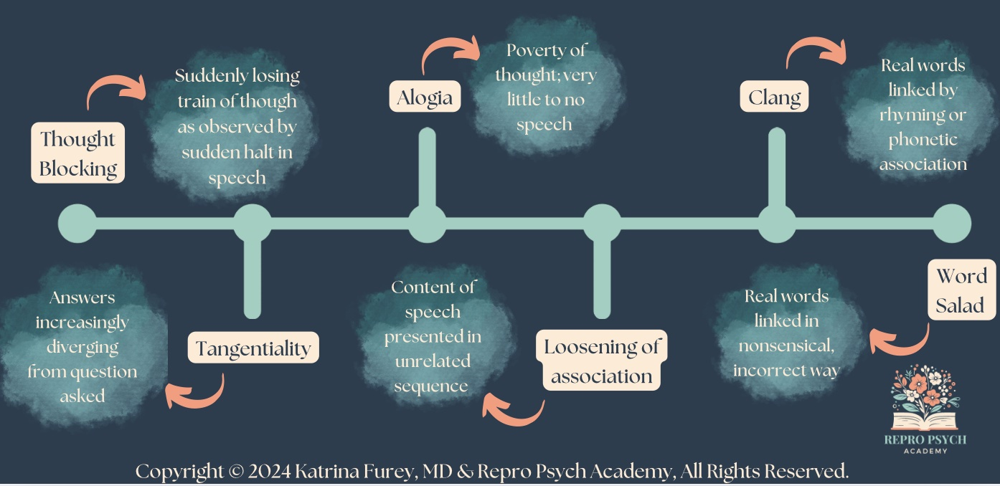 Thought
Blocking
Suddenly losing
train of though
as observed by
sudden halt in
speech
Answers
increasingly
diverging
from question
asked
Tangentiality
Alogia
Poverty of
thought; very
little to no
speech
Content of
speech
presented in
unrelated
sequence
Loosening of
association
Clang
Real words
linked by
rhyming or
phonetic
association
Real words
linked in
nonsensical,
incorrect way
Word
Salad
REPRO PSYCH
ACADEMY
Copyright © 2024 Katrina Furey, MD & Repro Psych Academy, All Rights Reserved.